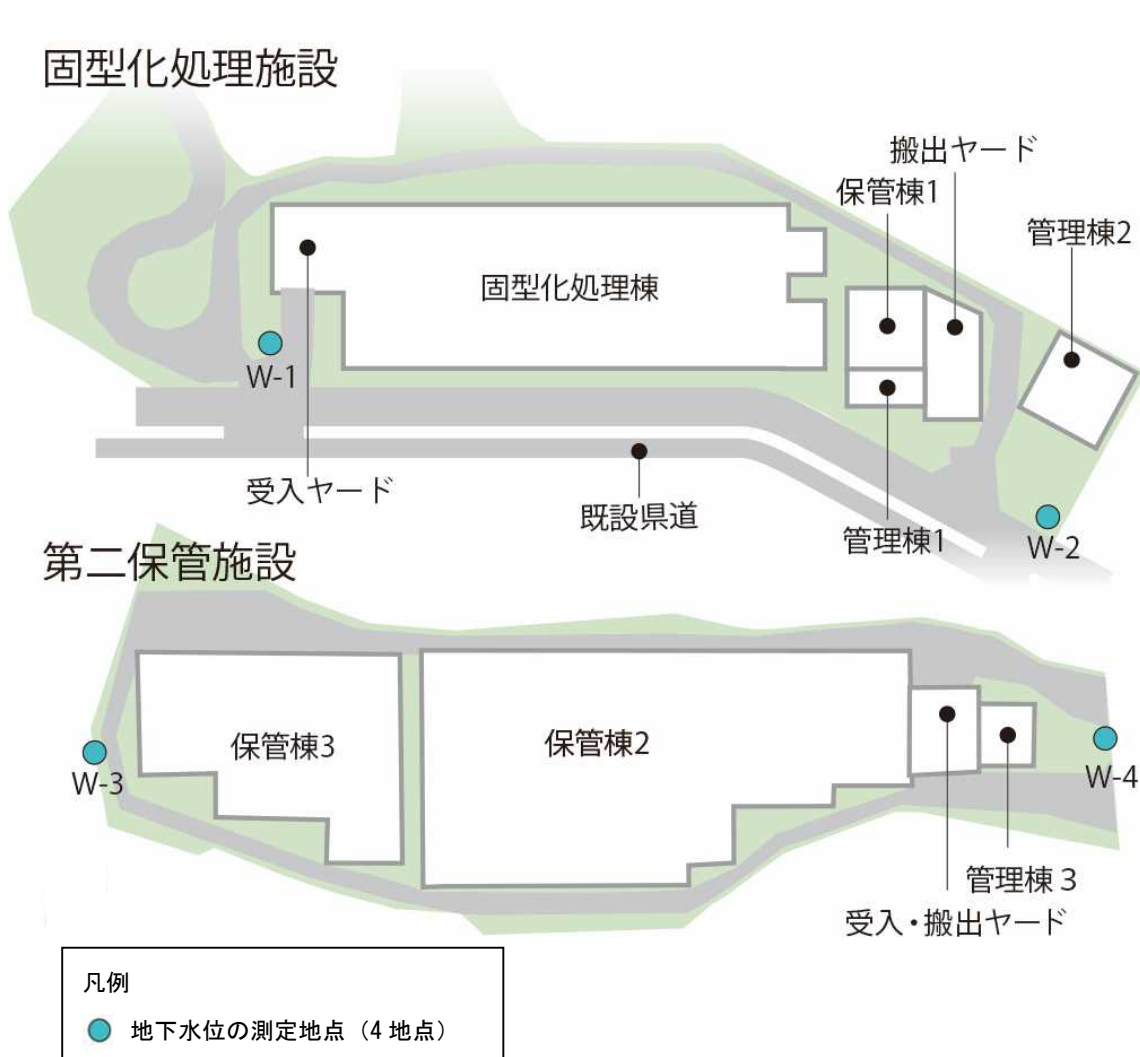 固型化処理施設
搬出ヤード
保管棟1
管理棟2
固型化処理棟
W-1
受入ヤード
既設県道
管理棟1
W-2
第二保管施設
保管棟3
保管棟2
W-3
W-4
管理棟 3
受入・搬出ヤード
凡例
地下水位の測定地点（4 地点）